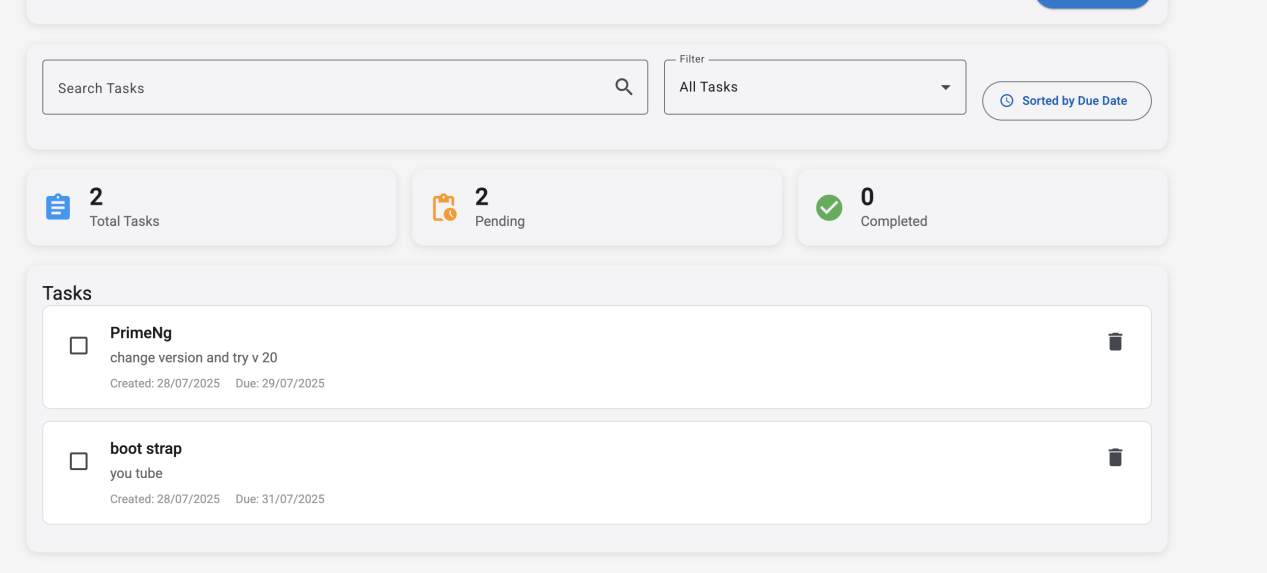 Search Tasks
Filter
All Tasks
Sorted by Due Date
2
Total Tasks
2
Pending
0
Completed
Tasks
PrimeNg
change version and try v 20
Created: 28/07/2025 Due: 29/07/2025
boot strap
you tube
Created: 28/07/2025 Due: 31/07/2025